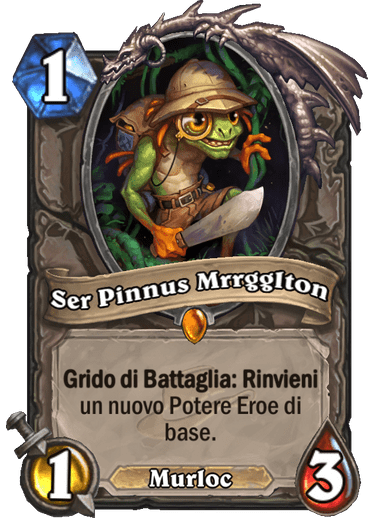 1
Ser Pinnus Mrrgglton
Grido di Battaglia: Rinvieni
un nuovo Potere Eroe di
base.
1
Murloc
3